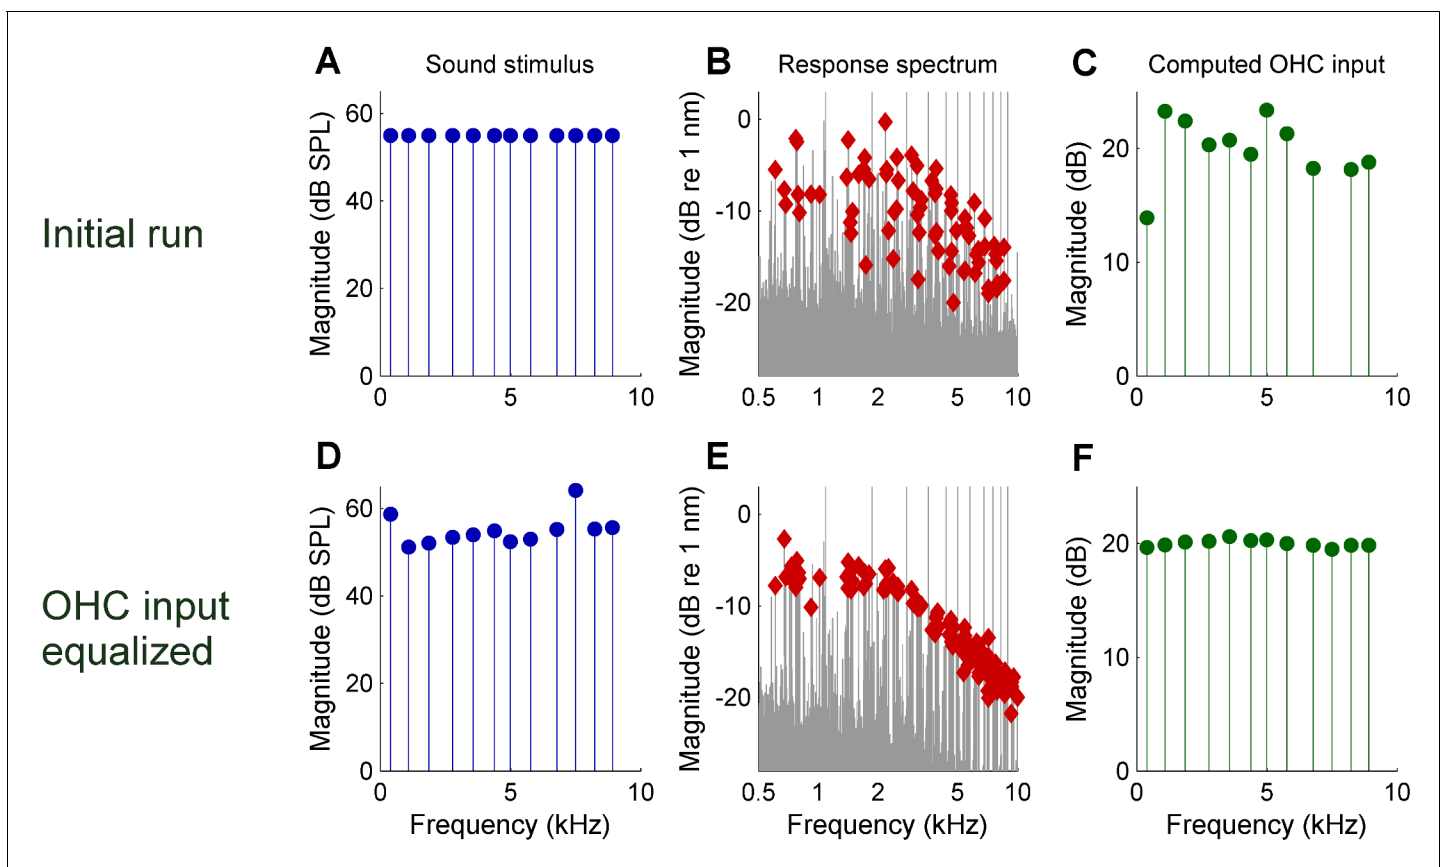 A
Sound stimulus
B
Response spectrum
C
Computed OHC input
Initial run
Magnitude (dB SPL)
60
40
20
0
0
5
10
Magnitude (dB re 1 nm)
0
-10
-20
0.5
1
2
5
10
Magnitude (dB)
20
10
0
0
5
10
D
E
F
OHC input
equalized
Magnitude (dB SPL)
60
40
20
0
0
5
10
Frequency (kHz)
Magnitude (dB re 1 nm)
0
-10
-20
0.5
1
2
5
10
Frequency (kHz)
Magnitude (dB)
20
10
0
0
5
10
Frequency (kHz)